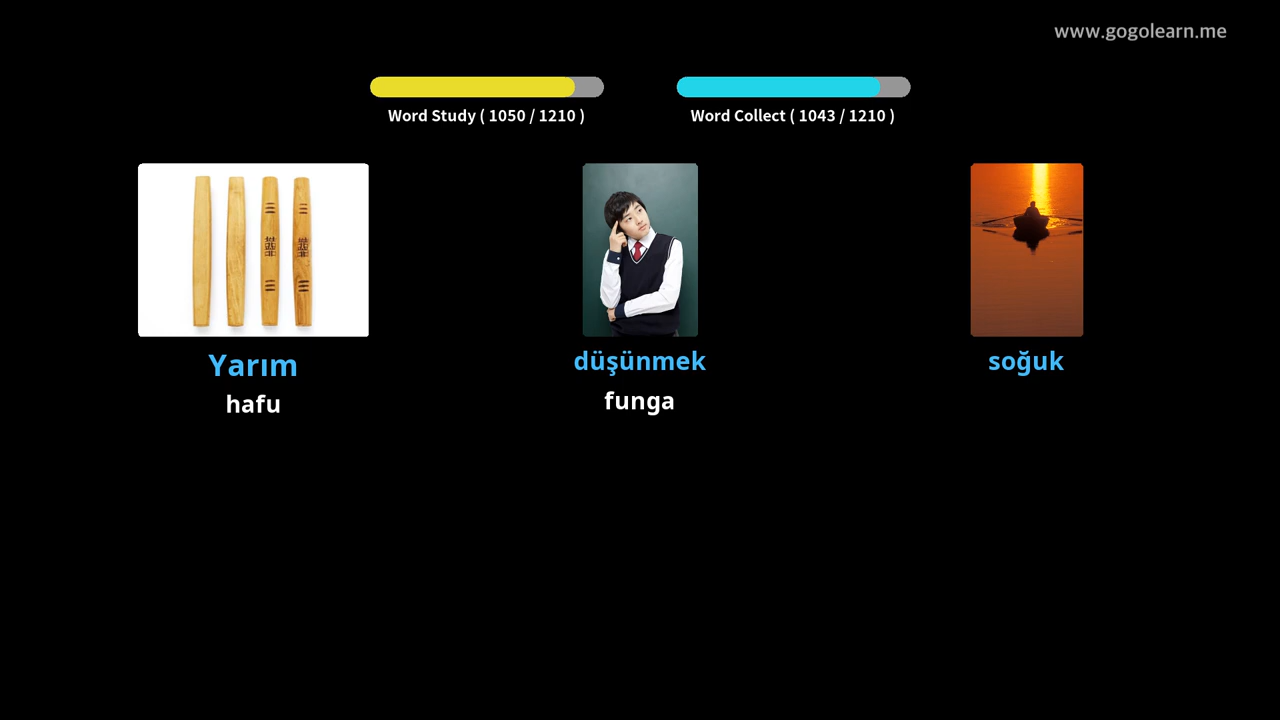 www.gogolearn.me
Word Study ( 1050 / 1210 )
Word Collect ( 1043 / 1210 )
Yarım
hafu
düşünmek
funga
soğuk